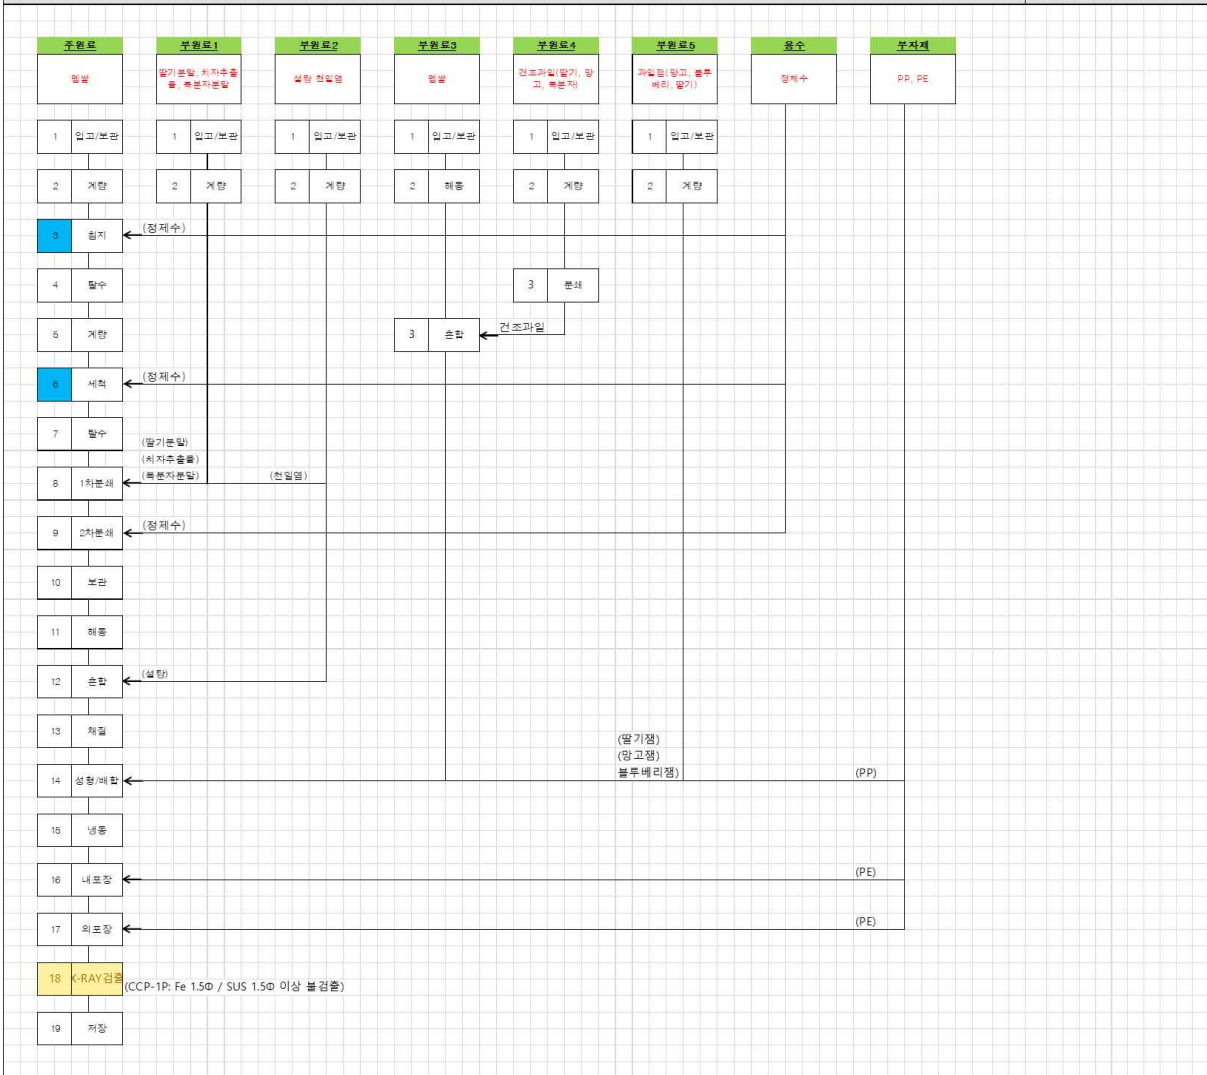 주원료 부원료1 부원료2 부원료3 부원료4 부원료5 용수 부자재
멥쌀
딸기분말, 치자추출
물, 복분자분말
설탕 천일염
멥쌀
건조과일(딸기, 망
고, 복분자)
과일잼(망고, 블루
베리, 딸기)
정제수
PP, PE
1 입고/보관 1 입고/보관 1 입고/보관 1 입고/보관 1 입고/보관 1 입고/보관
2 계량 2 계량 2 계량 2 해동 2 계량 2 계량
3 침지 (정제수)
4 탈수 3 분쇄
5 계량 3 혼합 건조과일
6 세척 (정제수)
7 탈수
(딸기분말)
(치자추출물)
8 1차분쇄 (복분자분말) (천일염)
9 2차분쇄 (정제수)
10 보관
11 해동
12 혼합 (설탕)
13 채질
(딸기잼)
(망고잼)
14 성형/배합 블루베리잼) (PP)
15 냉동
16 내포장 (PE)
17 외포장 (PE)
18 X-RAY검출 (CCP-1P: Fe 1.5Φ / SUS 1.5Φ 이상 불검출)
19 저장